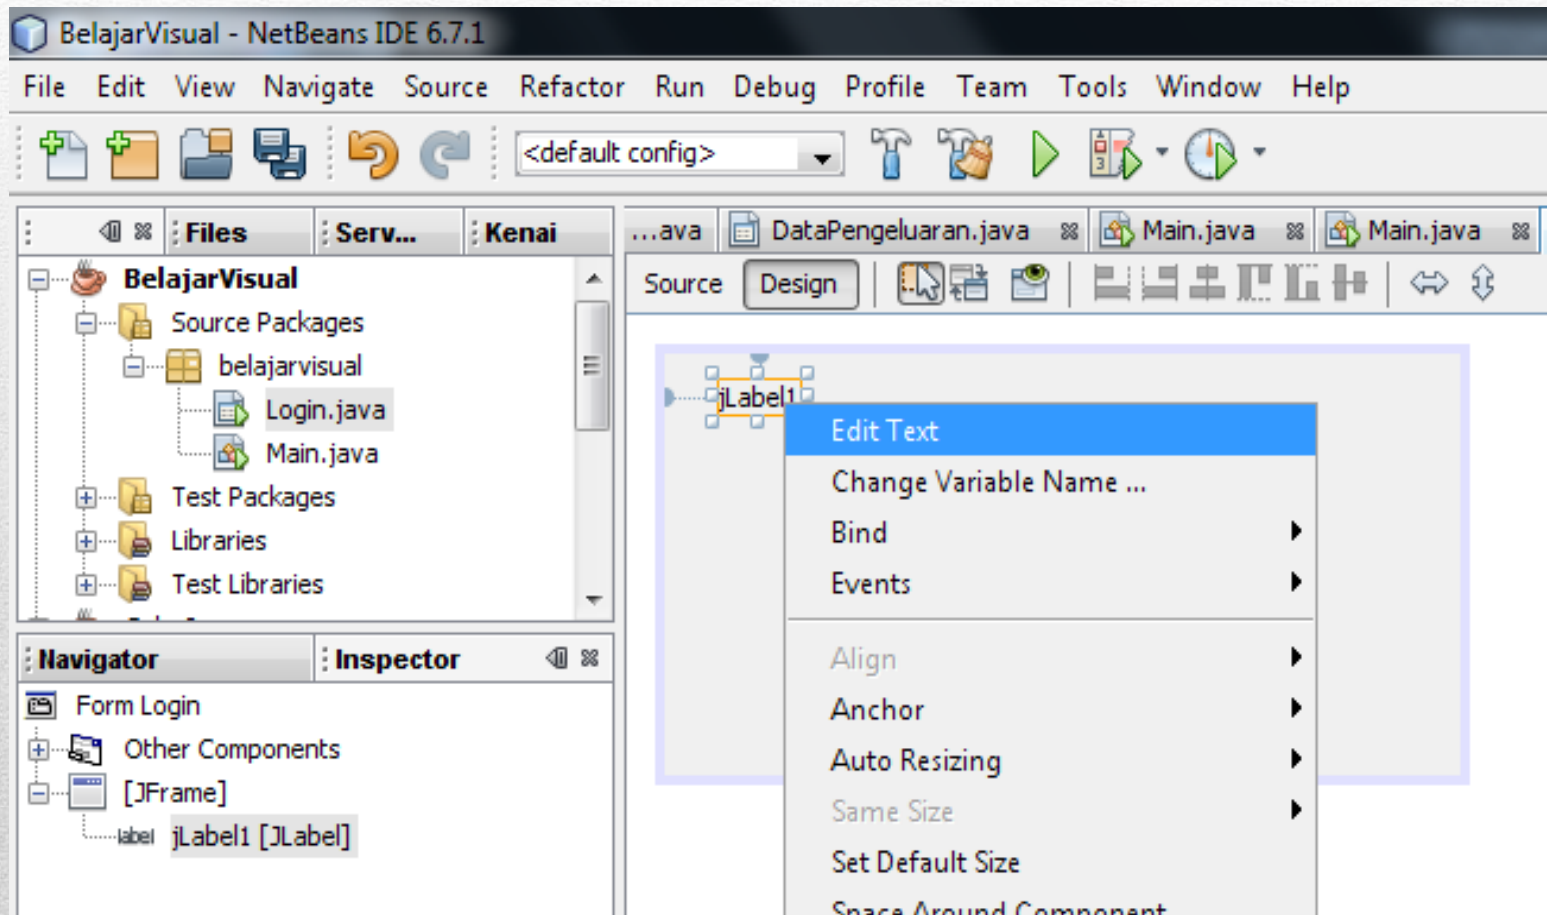 BelajarVisual - NetBeans IDE 6.7.1
File Edit View Navigate Source Refactor Run Debug Profile Team Tools Window Help
<default config>
Files Serv... Kenai
BelajarVisual
Source Packages
belajarvisual
Login.java
Main.java
Test Packages
Libraries
Test Libraries
Navigator Inspector
Form Login
Other Components
[JFrame]
label jLabel1 [JLabel]
...ava DataPengeluaran.java Main.java Main.java
Source Design
jLabel1
Edit Text
Change Variable Name ...
Bind
Events
Align
Anchor
Auto Resizing
Same Size
Set Default Size
Space Around Component